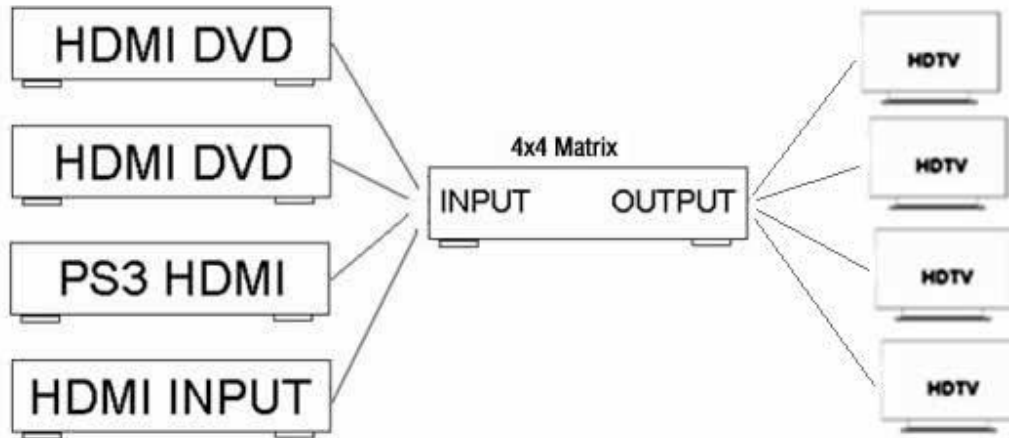 HDMI DVD
HDMI DVD
PS3 HDMI
HDMI INPUT
4x4 Matrix
INPUT OUTPUT
HDTV
HDTV
HDTV
HDTV